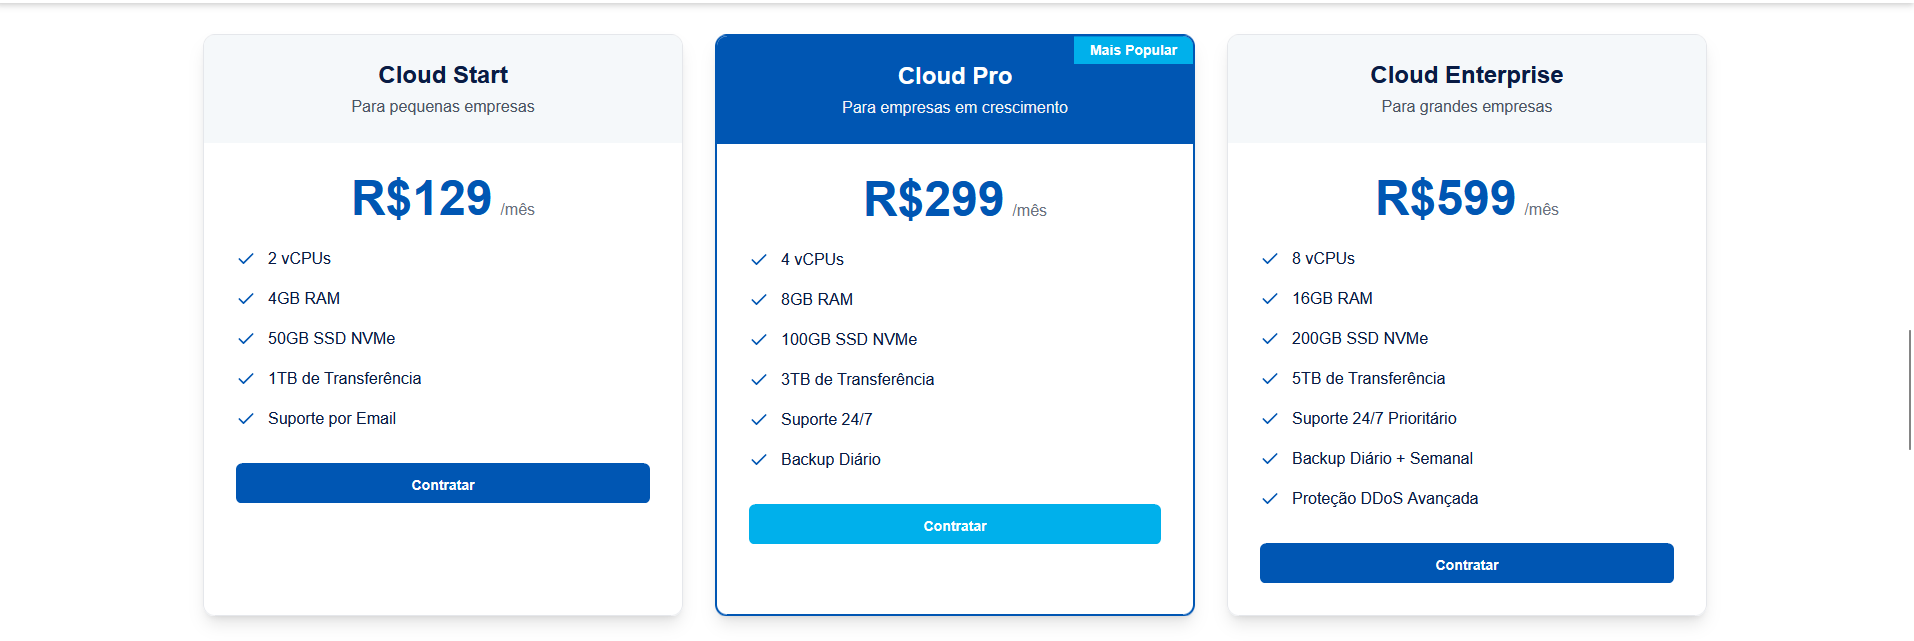 Cloud Start
Para pequenas empresas
R$129 /mês
2 vCPUs
4GB RAM
50GB SSD NVMe
1TB de Transferência
Suporte por Email
Contratar
Mais Popular
Cloud Pro
Para empresas em crescimento
R$299 /mês
4 vCPUs
8GB RAM
100GB SSD NVMe
3TB de Transferência
Suporte 24/7
Backup Diário
Contratar
Cloud Enterprise
Para grandes empresas
R$599 /mês
8 vCPUs
16GB RAM
200GB SSD NVMe
5TB de Transferência
Suporte 24/7 Prioritário
Backup Diário + Semanal
Proteção DDoS Avançada
Contratar